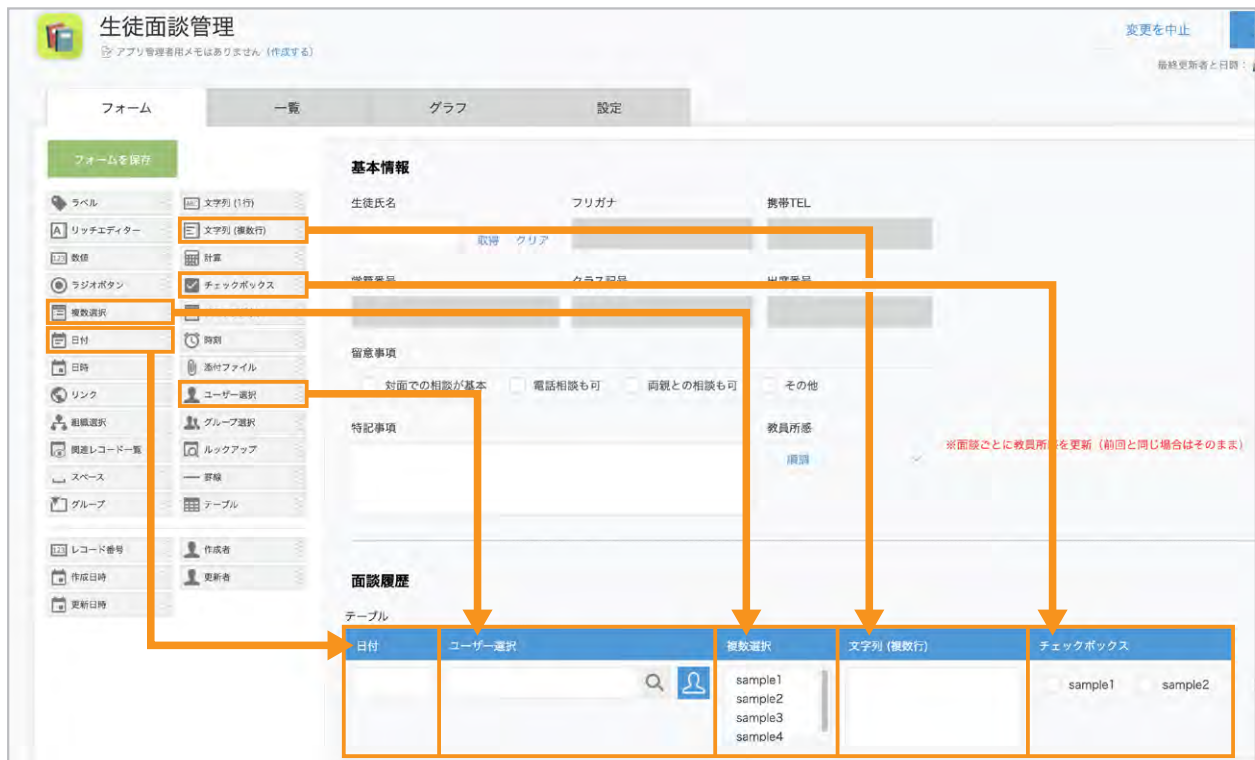 生徒面談管理
アプリ管理者用メモはありません（作成する）
変更を中止
最終更新者と日時：
フォーム 一覧 グラフ 設定
フォームを保存
ラベル 文字列 (1行)
リッチエディター 文字列 (複数行)
数値 計算
ラジオボタン チェックボックス
複数選択
日付 時刻
日時 添付ファイル
リンク ユーザー選択
組織選択 グループ選択
関連レコード一覧 ルックアップ
スペース 罫線
グループ テーブル
レコード番号 作成者
作成日時 更新者
更新日時
基本情報
生徒氏名 フリガナ 携帯TEL
取得 クリア
学籍番号 クラス記号 出席番号
留意事項
対面での相談が基本 電話相談も可 両親との相談も可 その他
特記事項 教員所感
順調
※面談ごとに教員所感を更新（前回と同じ場合はそのまま）
面談履歴
テーブル
日付 ユーザー選択 複数選択 文字列 (複数行) チェックボックス
sample1 sample1 sample2
sample2
sample3
sample4